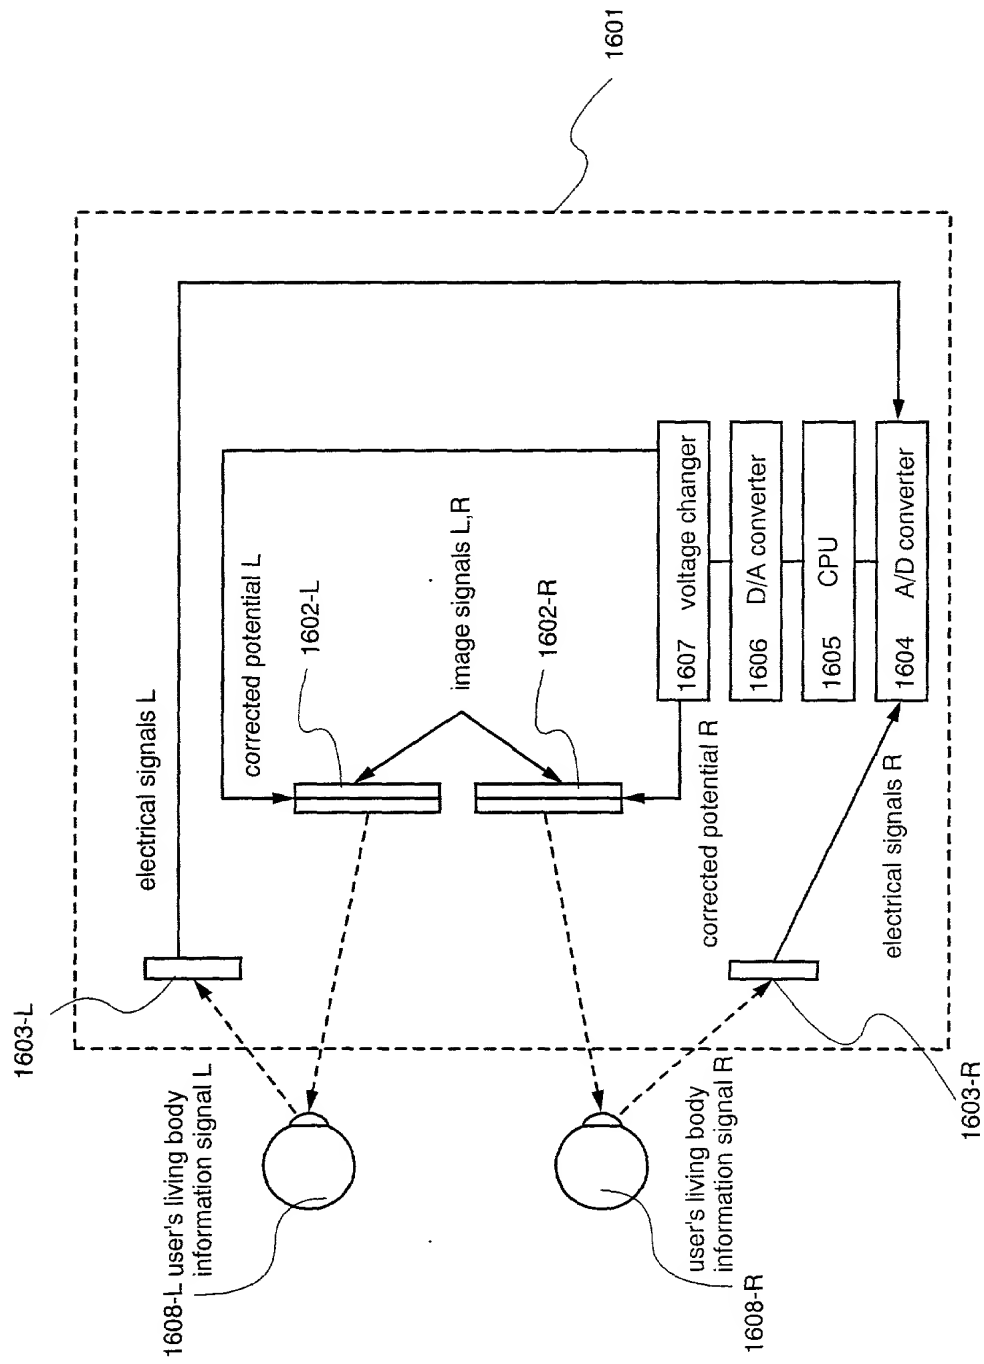 1601
electrical signals L
corrected potential L
1602-L
image signals L,R
1602-R
1607 voltage changer
1606 D/A converter
1605 CPU
1604 A/D converter
corrected potential R
electrical signals R
1603-L
1603-R
user's living body
information signal L
1608-L
user's living body
information signal R
1608-R